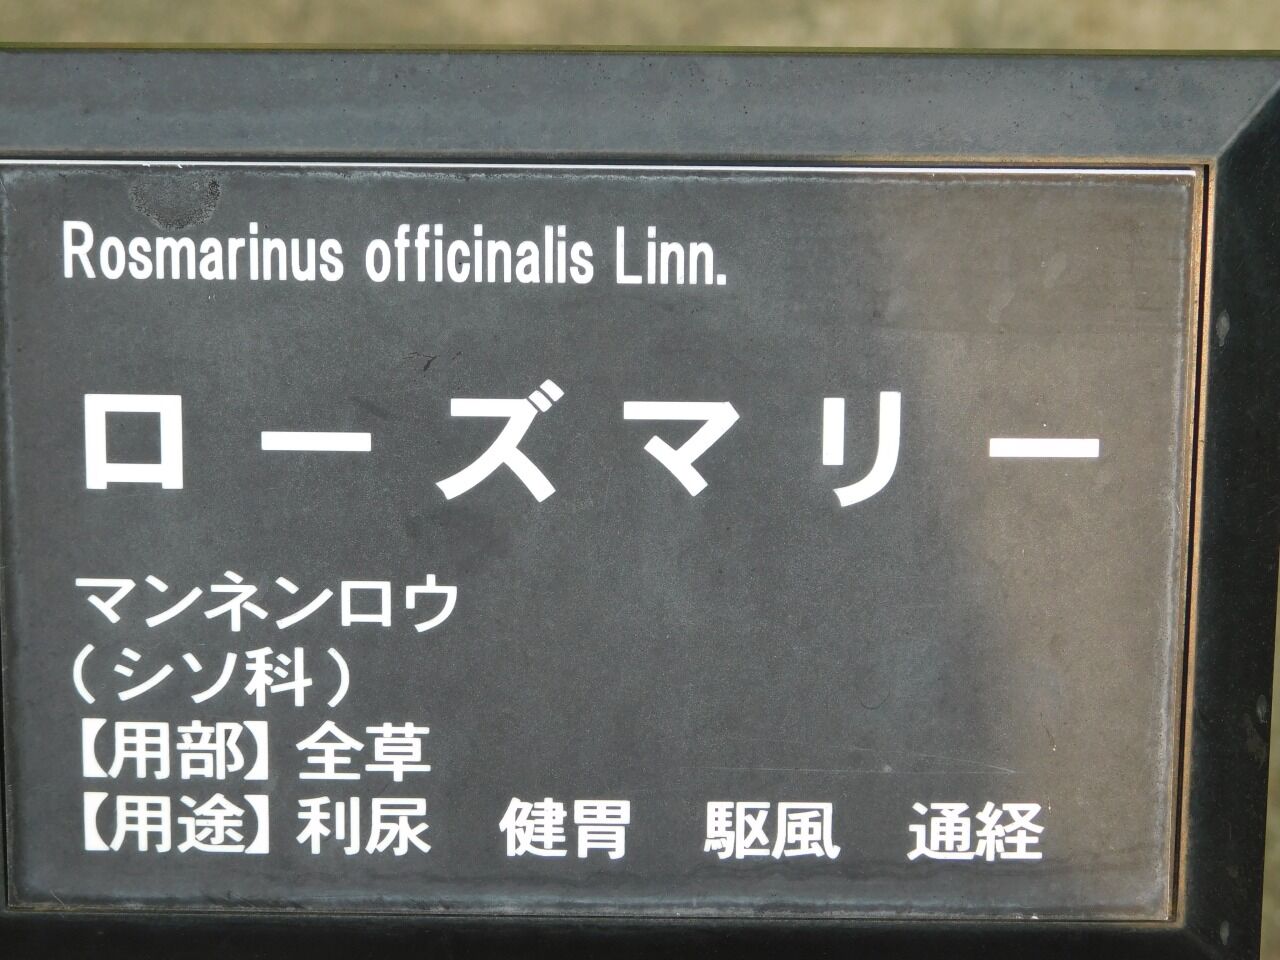 Rosmarinus officinalis Linn.
ローズマリー
マンネンロウ
（シソ科）
【用部】全草
【用途】利尿　健胃　駆風　通経